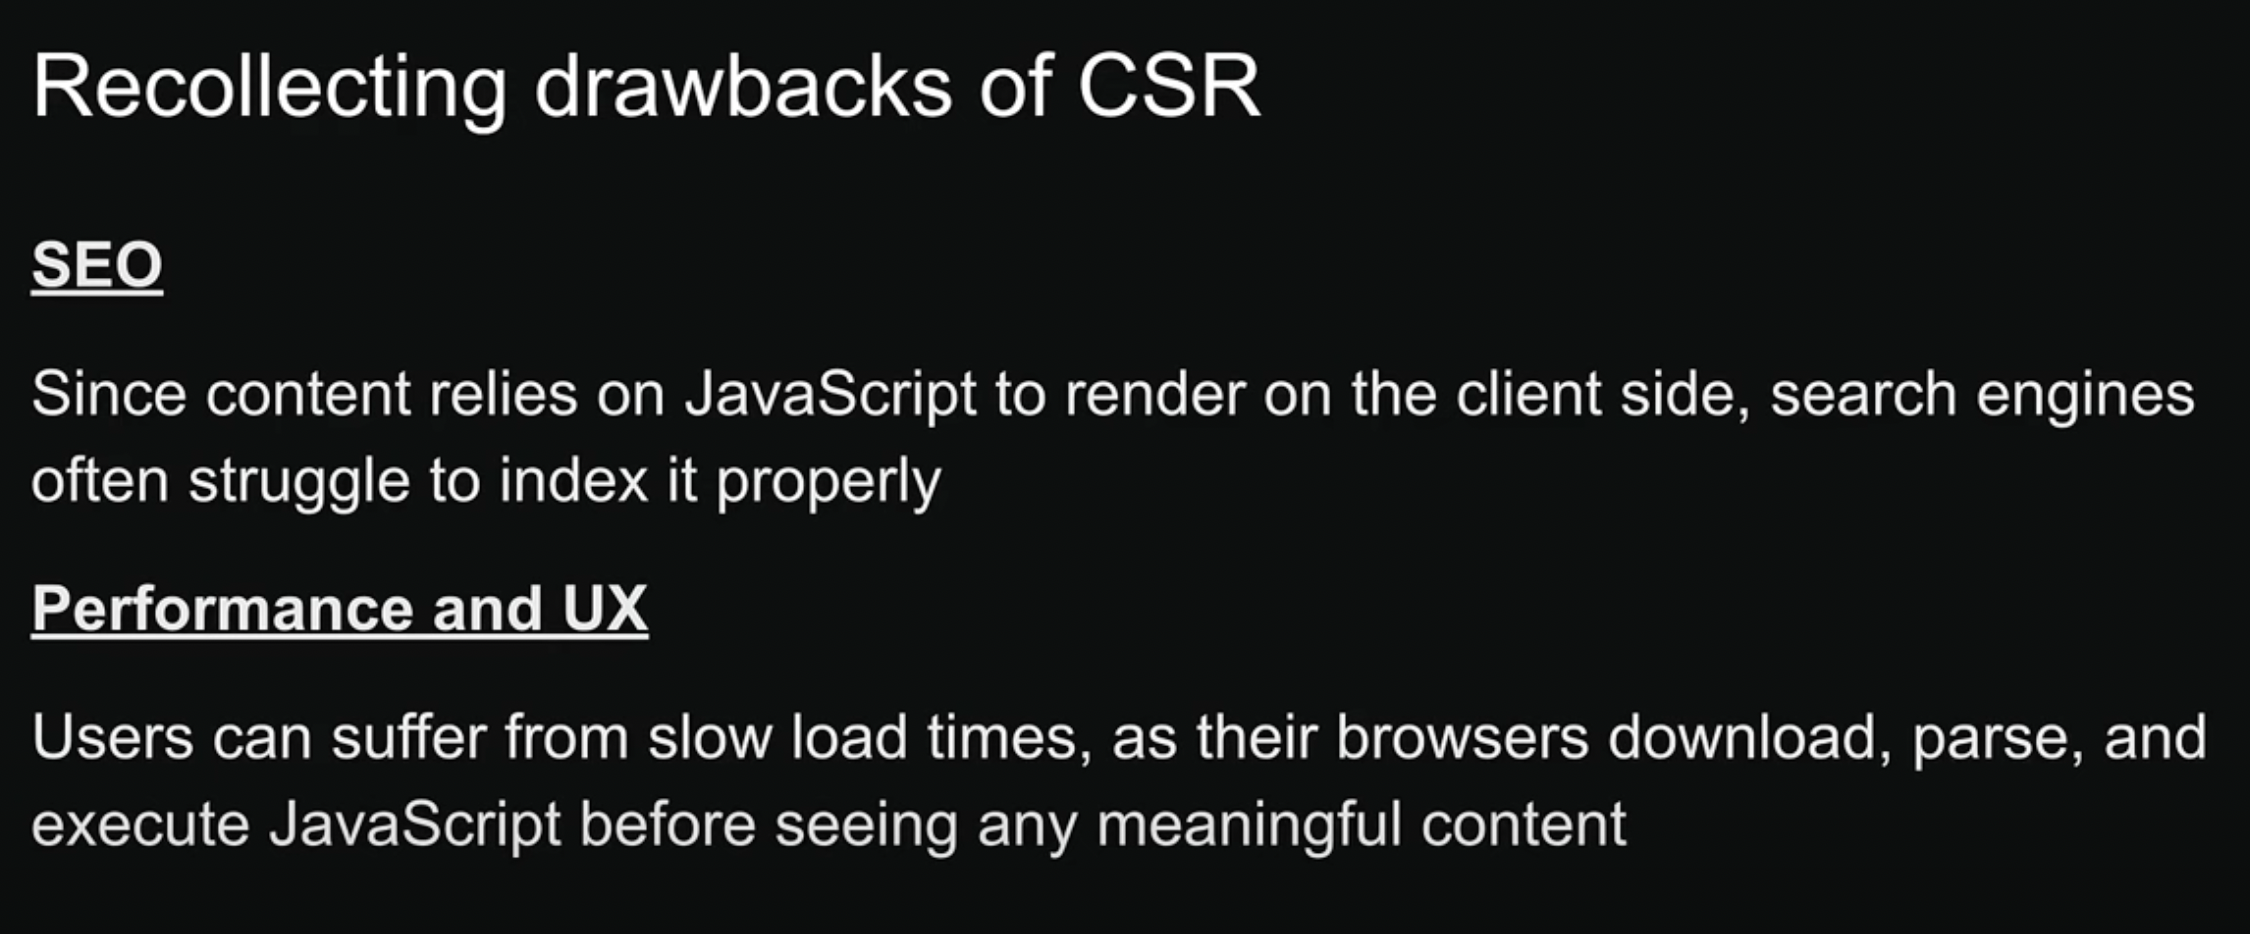 Recollecting drawbacks of CSR
SEO
Since content relies on JavaScript to render on the client side, search engines
often struggle to index it properly
Performance and UX
Users can suffer from slow load times, as their browsers download, parse, and
execute JavaScript before seeing any meaningful content